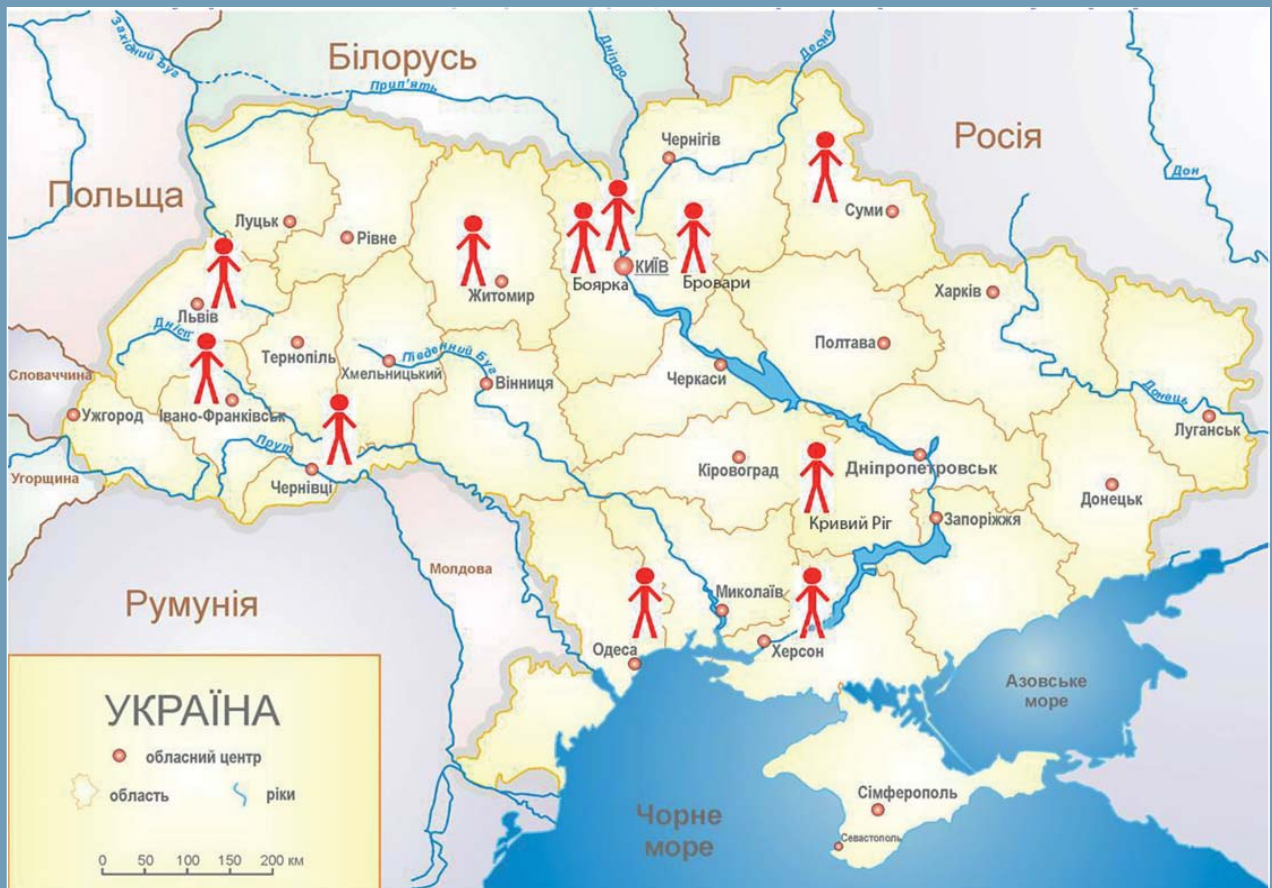 Західний Буг
Білорусь
Дніпро
Десна
Прип'ять
Чернігів
Росія
Дон
Польща
Суми
Луцьк
Рівне
КИЇВ
Боярка
Бровари
Житомир
Харків
Львів
Тернопіль
Південний Буг
Полтава
Хмельницький
Вінниця
Черкаси
Словаччина
Донець
Ужгород
Івано-Франківськ
Луганськ
Прут
Кіровоград
Дніпропетровськ
Угорщина
Чернівці
Донецьк
Кривий Ріг
Запоріжжя
Молдова
Румунія
Миколаїв
Одеса
Херсон
Азовське
море
УКРАЇНА
обласний центр
область
ріки
0 50 100 150 200 км
Сімферополь
Севастополь
Чорне
море